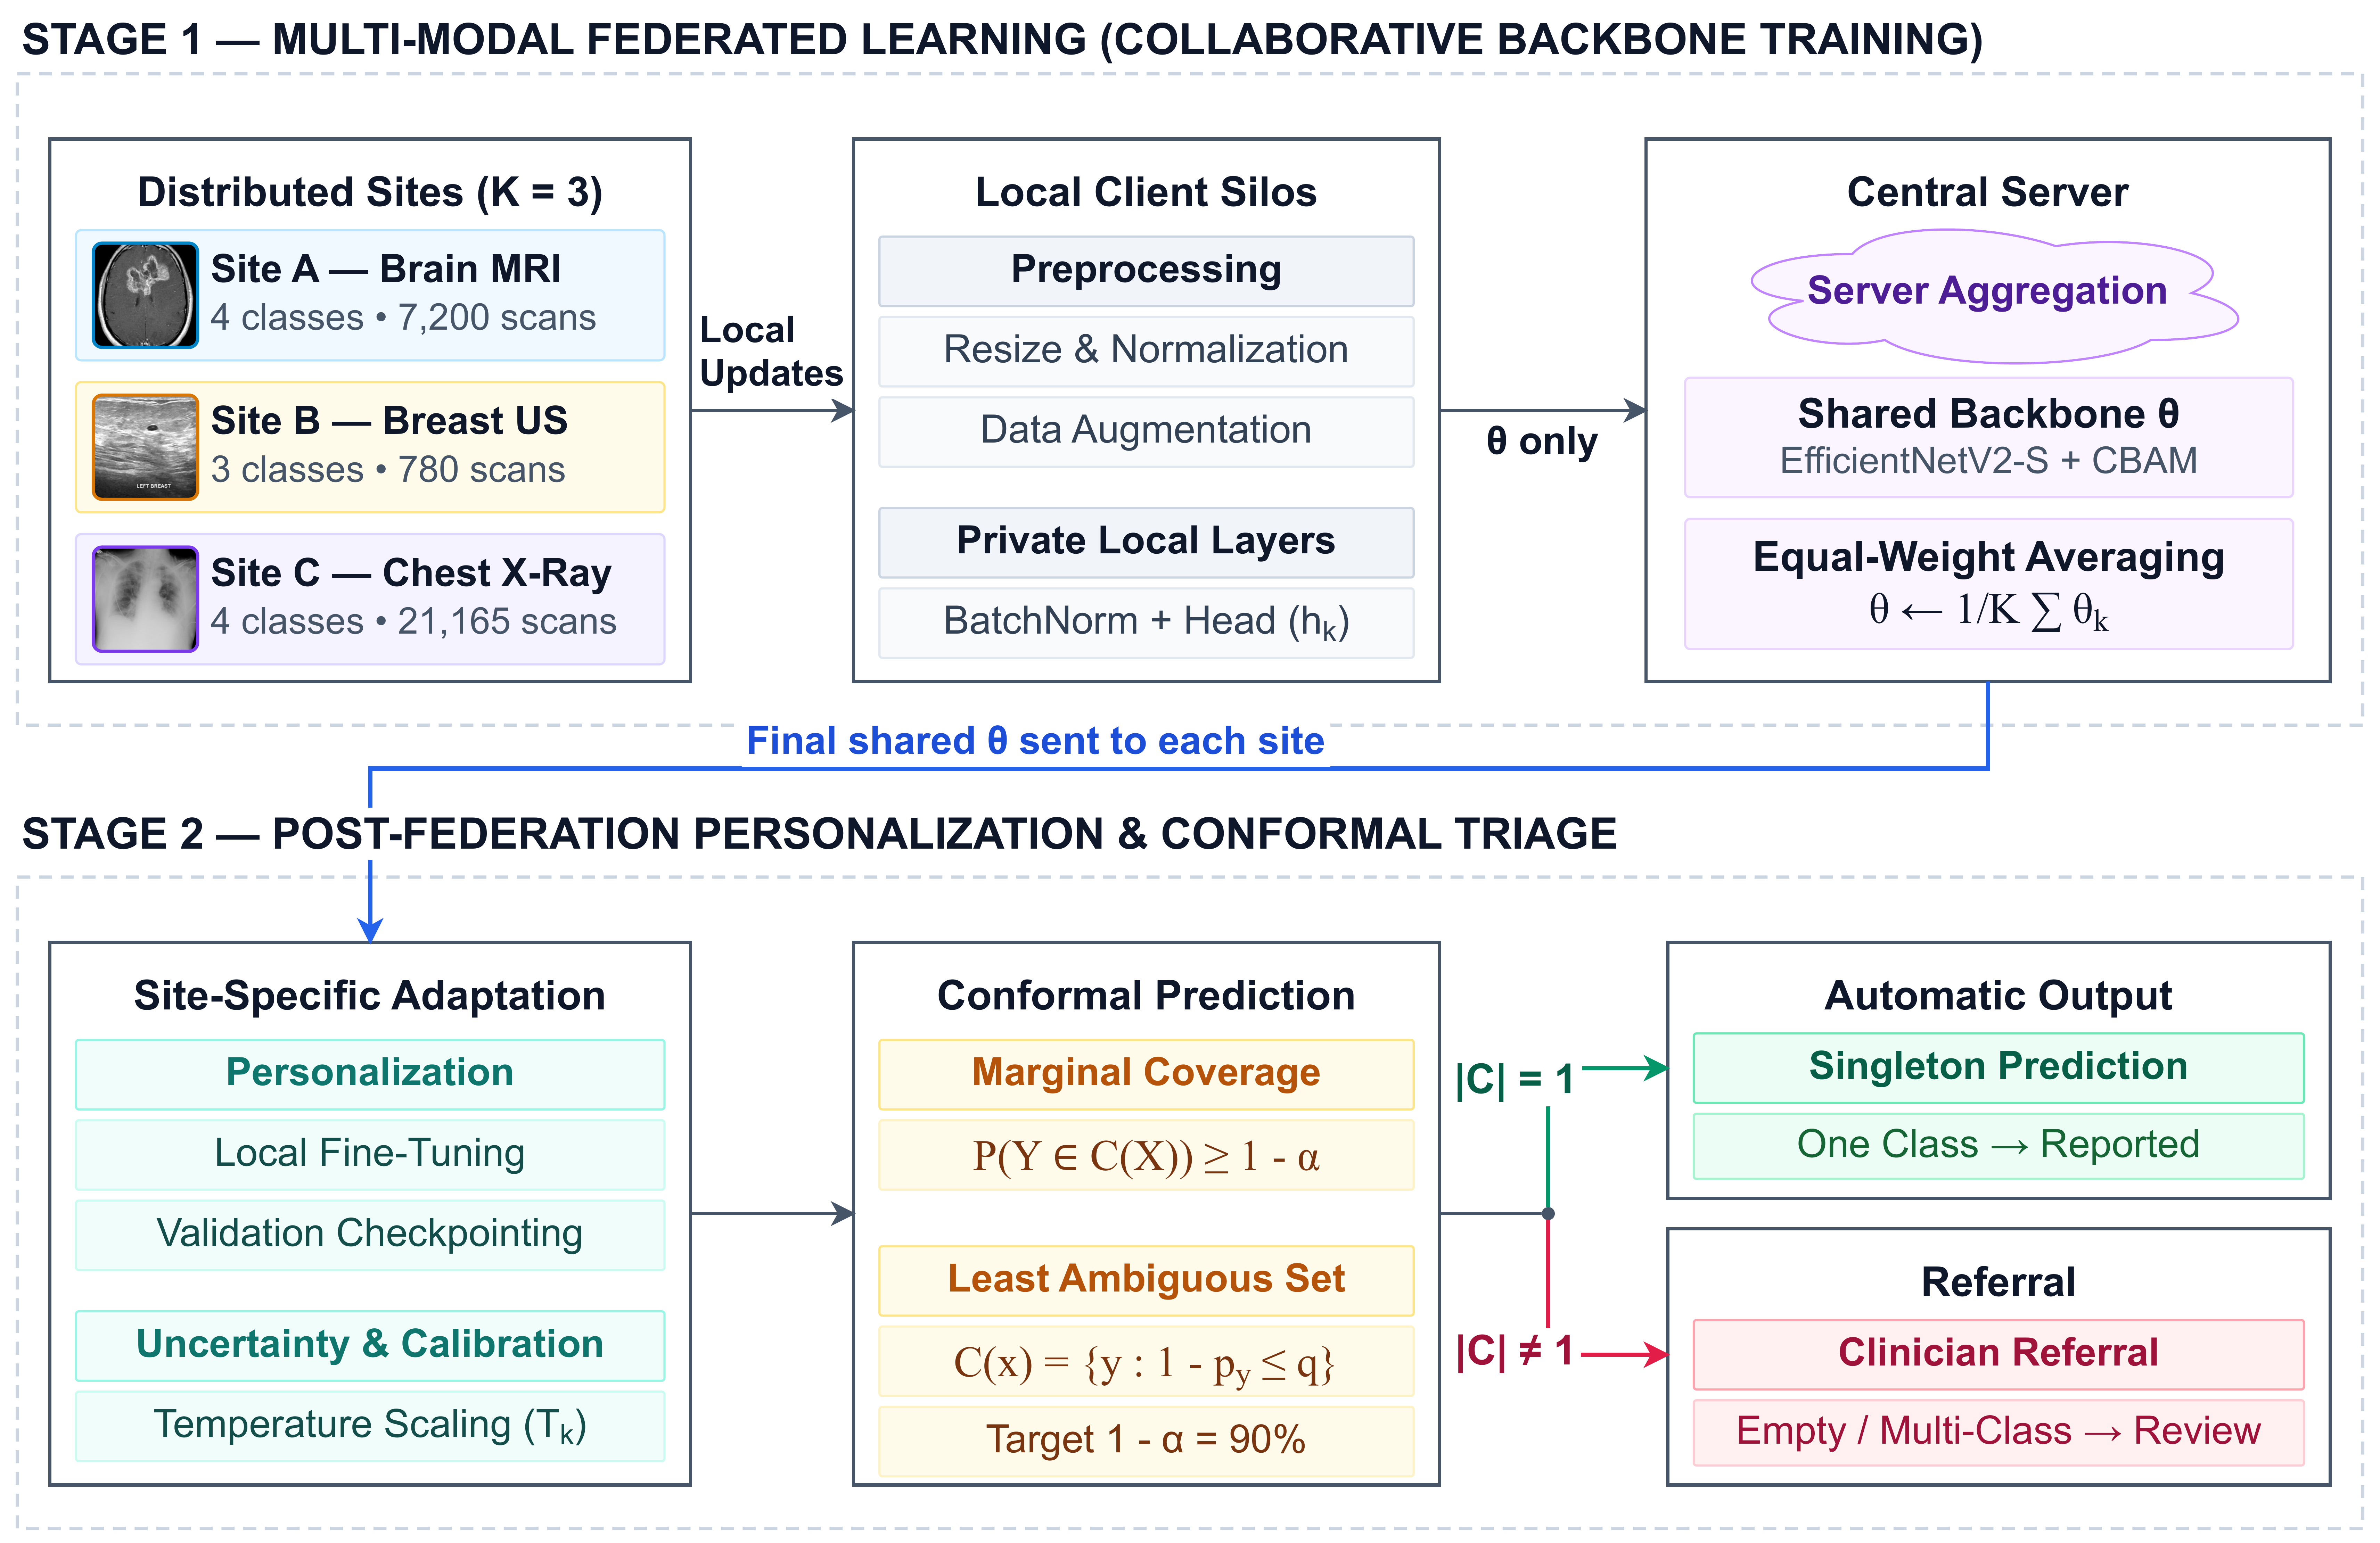 STAGE 1 — MULTI-MODAL FEDERATED LEARNING (COLLABORATIVE BACKBONE TRAINING)
Distributed Sites (K = 3)
Site A — Brain MRI
4 classes • 7,200 scans
Site B — Breast US
3 classes • 780 scans
LEFT BREAST
Site C — Chest X-Ray
4 classes • 21,165 scans
Local
Updates
Local Client Silos
Preprocessing
Resize & Normalization
Data Augmentation
Private Local Layers
BatchNorm + Head (hₖ)
θ only
Central Server
Server Aggregation
Shared Backbone θ
EfficientNetV2-S + CBAM
Equal-Weight Averaging
θ ← 1/K ∑ θₖ
Final shared θ sent to each site
STAGE 2 — POST-FEDERATION PERSONALIZATION & CONFORMAL TRIAGE
Site-Specific Adaptation
Personalization
Local Fine-Tuning
Validation Checkpointing
Uncertainty & Calibration
Temperature Scaling (Tₖ)
Conformal Prediction
Marginal Coverage
P(Y ∈ C(X)) ≥ 1 - α
Least Ambiguous Set
C(x) = {y : 1 - p_y ≤ q}
Target 1 - α = 90%
|C| = 1
|C| ≠ 1
Automatic Output
Singleton Prediction
One Class → Reported
Referral
Clinician Referral
Empty / Multi-Class → Review